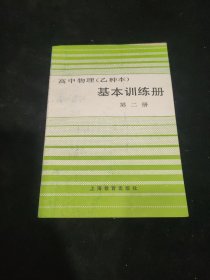 高中物理（乙种本）
基本训练册
第二册
上海教育出版社